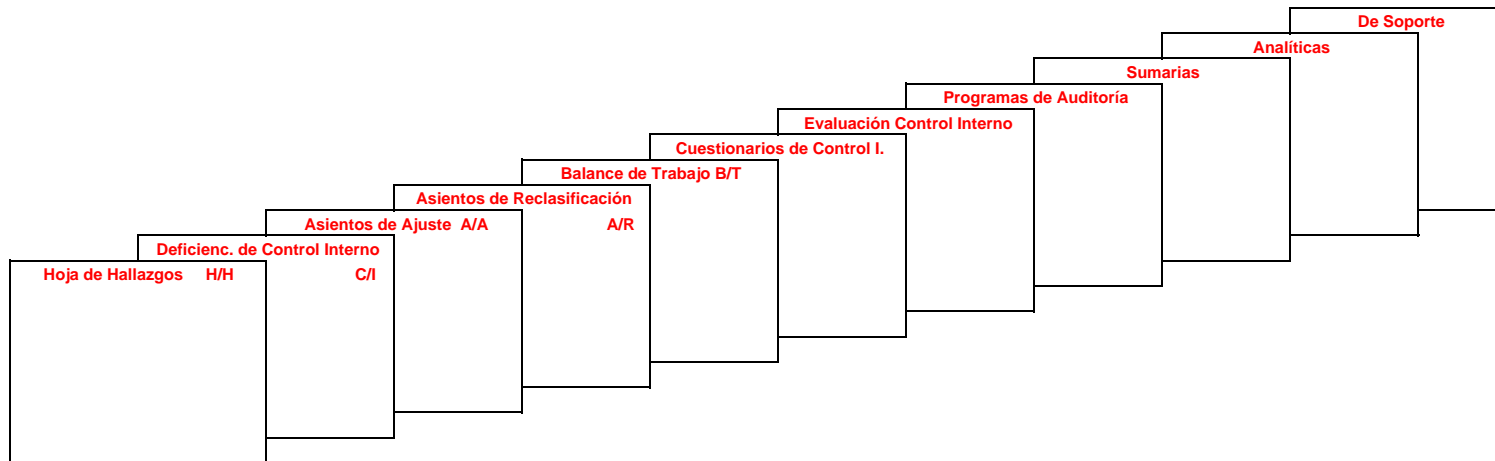 De Soporte
Analíticas
Sumarias
Programas de Auditoría
Evaluación Control Interno
Cuestionarios de Control I.
Balance de Trabajo B/T
Asientos de Reclasificación
A/R
Asientos de Ajuste A/A
Deficienc. de Control Interno
C/I
Hoja de Hallazgos H/H